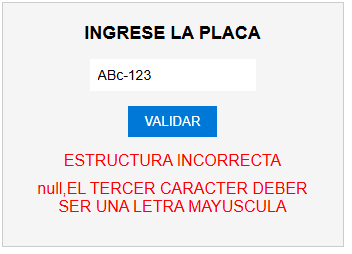 INGRESE LA PLACA
ABc-123
VALIDAR
ESTRUCTURA INCORRECTA
null,EL TERCER CARACTER DEBER
SER UNA LETRA MAYUSCULA